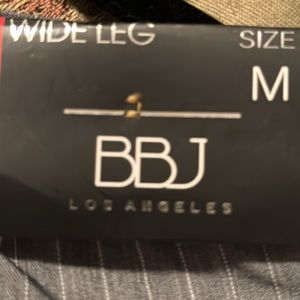 WIDE LEG SIZE
M
BBJ
LOS ANGELES